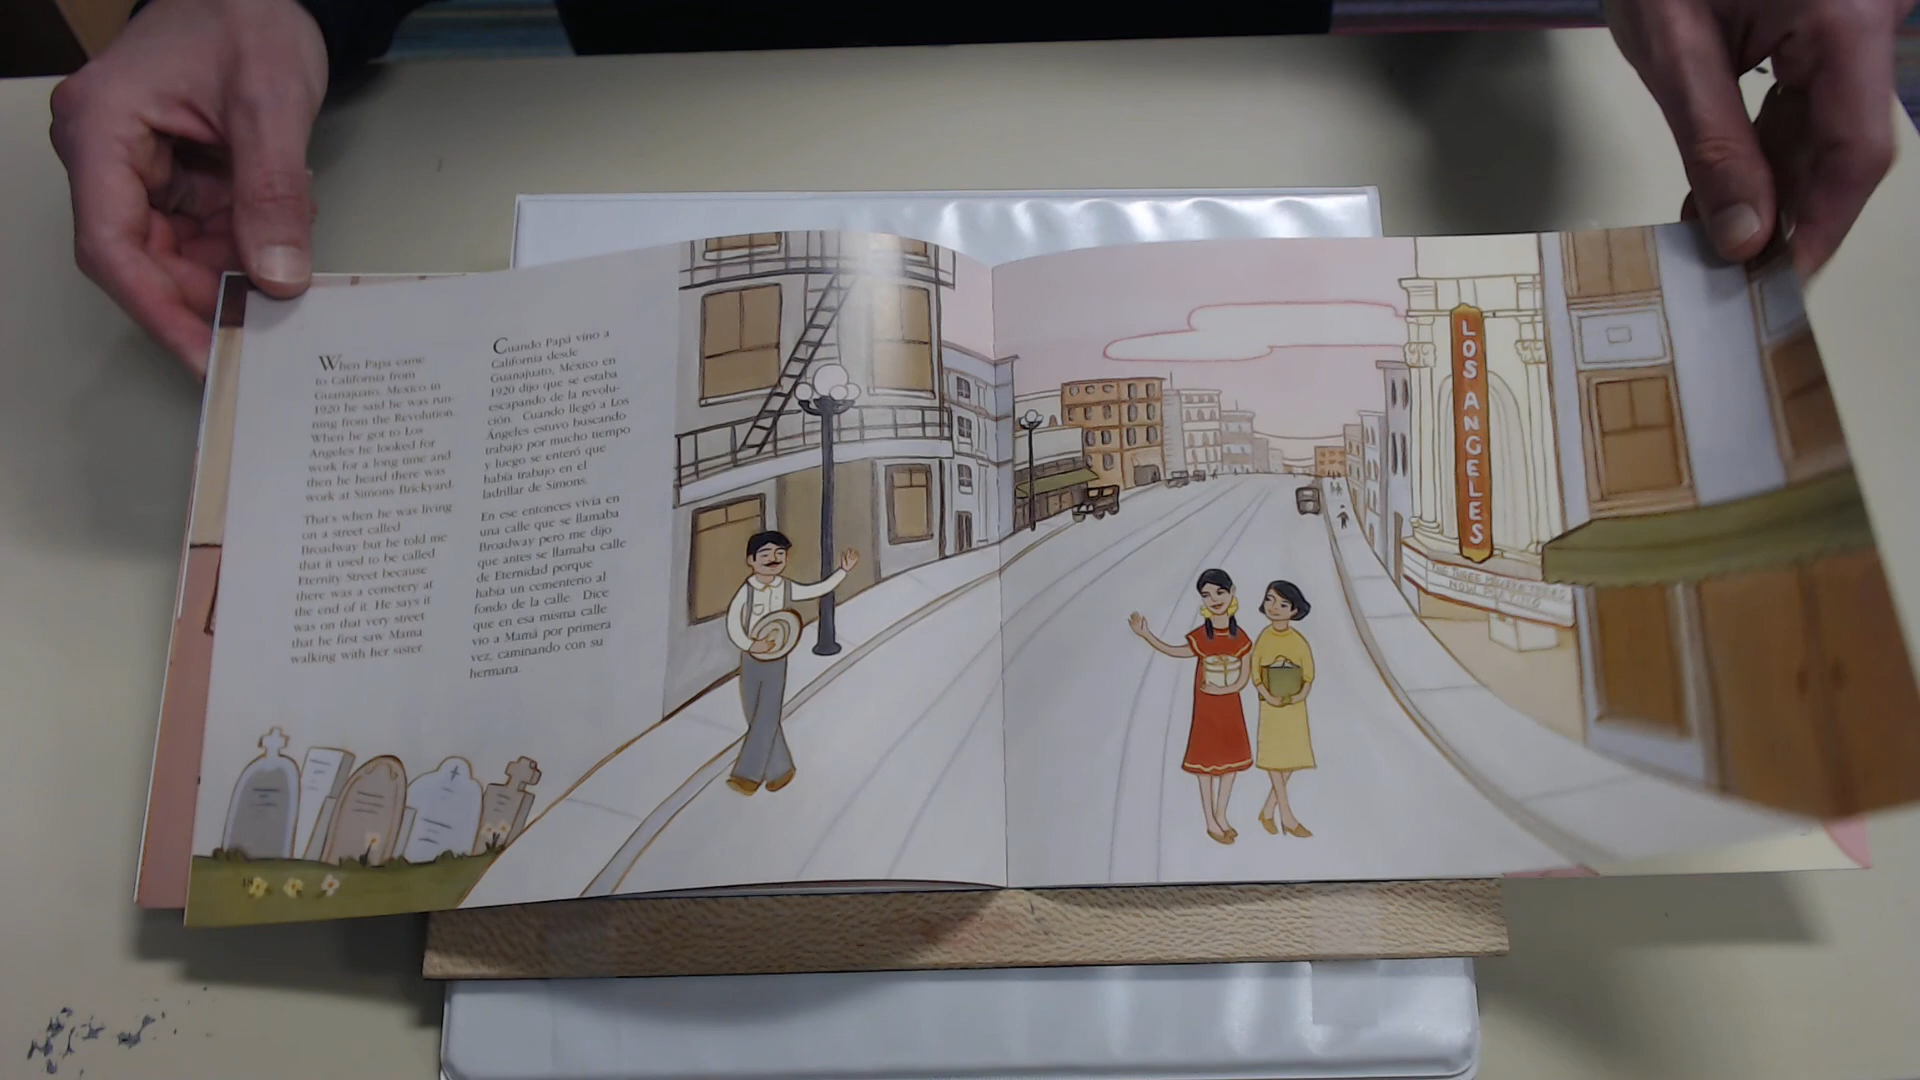 When Papa came
to California from
Guanajuato, Mexico in
1920 he said he was run-
ning from the Revolution.
When he got to Los
Angeles he looked for
work for a long time and
then he heard there was
work at Simons Brickyard.
That's when he was living
on a street called
Broadway but he told me
that it used to be called
Eternity Street because
there was a cemetery at
the end of it. He says it
was on that very street
that he first saw Mama
walking with her sister.
Cuando Papá vino a
California desde
Guanajuato, México en
1920 dijo que se estaba
escapando de la revolu-
ción. Cuando llegó a Los
Ángeles estuvo buscando
trabajo por mucho tiempo
y luego se enteró que
había trabajo en el
ladrillar de Simons.
En ese entonces vivía en
una calle que se llamaba
Broadway pero me dijo
que antes se llamaba calle
de Eternidad porque
había un cementerio al
fondo de la calle. Dice
que en esa misma calle
vio a Mamá por primera
vez, caminando con su
hermana.
18
LOS ANGELES
THE THREE MUSKETEERS
NOW PLAYING